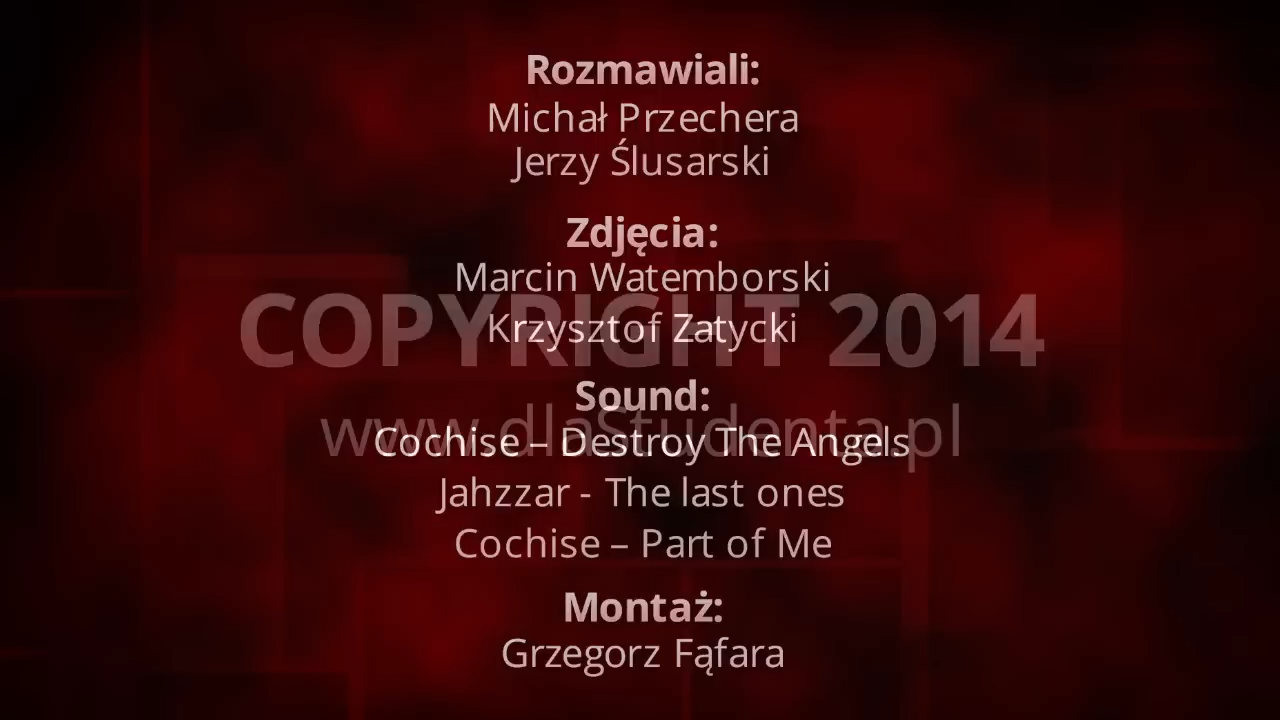 Rozmawiali:
Michał Przechera
Jerzy Ślusarski
Zdjęcia:
Marcin Watemborski
COPYRIGHT 2014
Krzysztof Zatycki
Sound:
www.dlaStudenta.pl
Cochise – Destroy The Angels
Jahzzar - The last ones
Cochise – Part of Me
Montaż:
Grzegorz Fąfara